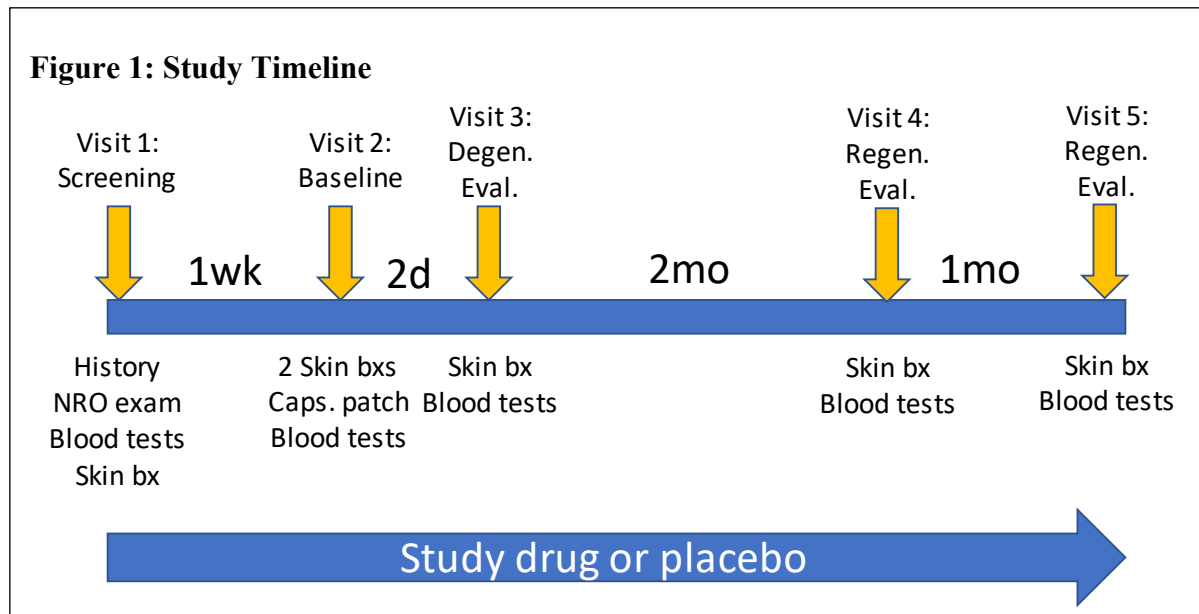 Figure 1: Study Timeline
Visit 1:
Screening
Visit 2:
Baseline
Visit 3:
Degen.
Eval.
Visit 4:
Regen.
Eval.
Visit 5:
Regen.
Eval.
1wk
2d
2mo
1mo
History
NRO exam
Blood tests
Skin bx
2 Skin bxs
Caps. patch
Blood tests
Skin bx
Blood tests
Skin bx
Blood tests
Skin bx
Blood tests
Study drug or placebo